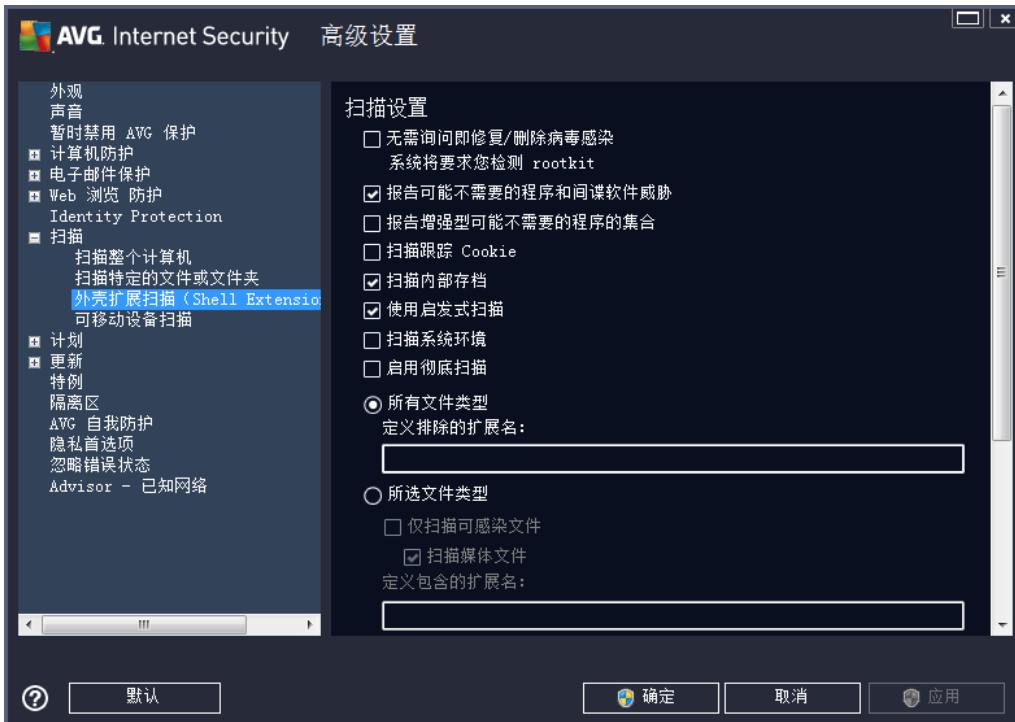 AVG. Internet Security 高级设置
外观
声音
暂时禁用 AVG 保护
计算机防护
电子邮件保护
Web 浏览 防护
Identity Protection
扫描
扫描整个计算机
扫描特定的文件或文件夹
外壳扩展扫描（Shell Extensio
可移动设备扫描
计划
更新
特例
隔离区
AVG 自我防护
隐私首选项
忽略错误状态
Advisor - 已知网络
扫描设置
无需询问即修复/删除病毒感染
系统将要求您检测 rootkit
报告可能不需要的程序和间谍软件威胁
报告增强型可能不需要的程序的集合
扫描跟踪 Cookie
扫描内部存档
使用启发式扫描
扫描系统环境
启用彻底扫描
所有文件类型
定义排除的扩展名：
所选文件类型
仅扫描可感染文件
扫描媒体文件
定义包含的扩展名：
默认
确定
取消
应用